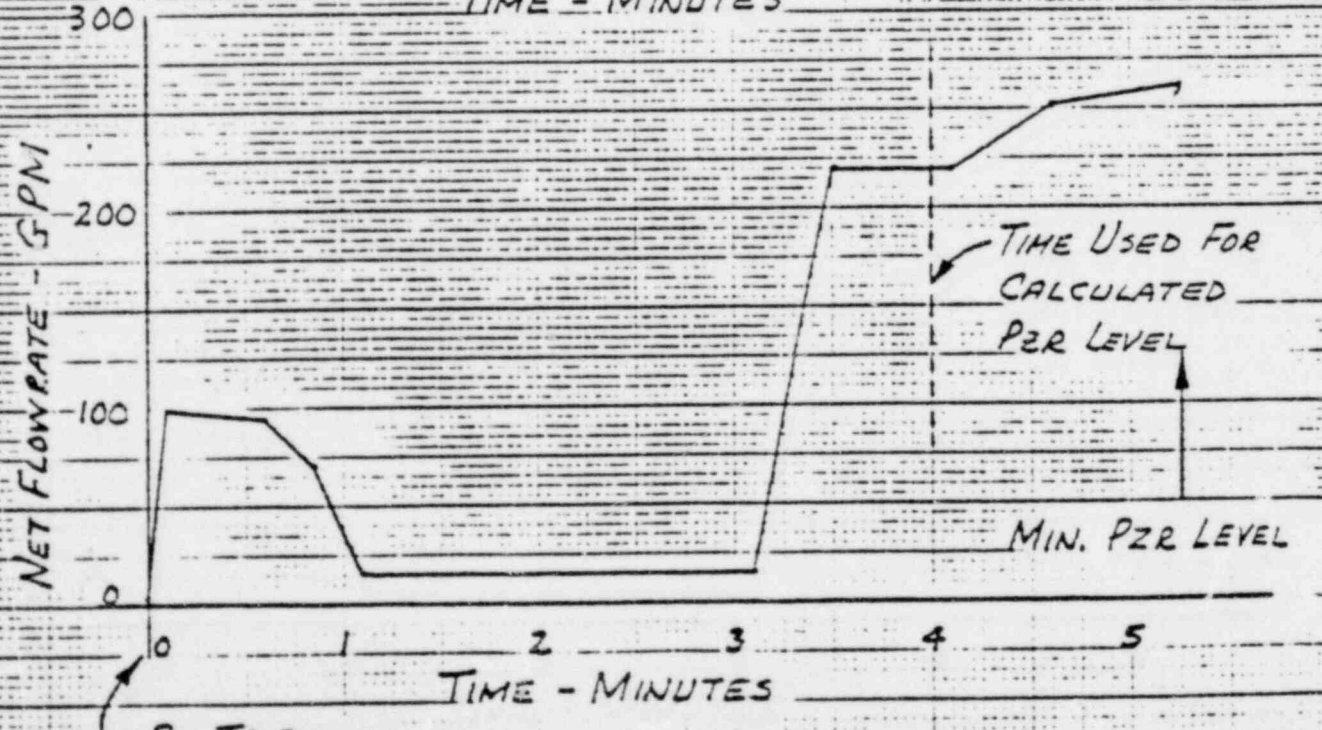 TIME - MINUTES
300
200
100
0
NET FLOWRATE - GPM
TIME USED FOR
CALCULATED
PZR LEVEL
MIN. PZR LEVEL
0 1 2 3 4 5
TIME - MINUTES